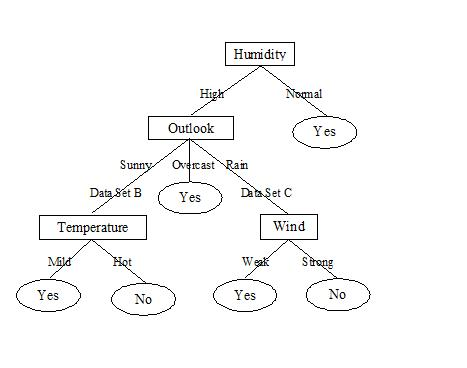 Humidity
High Normal
Outlook Yes
Sunny Overcast Rain
Data Set B Yes Data Set C
Temperature Wind
Mild Hot Weak Strong
Yes No Yes No